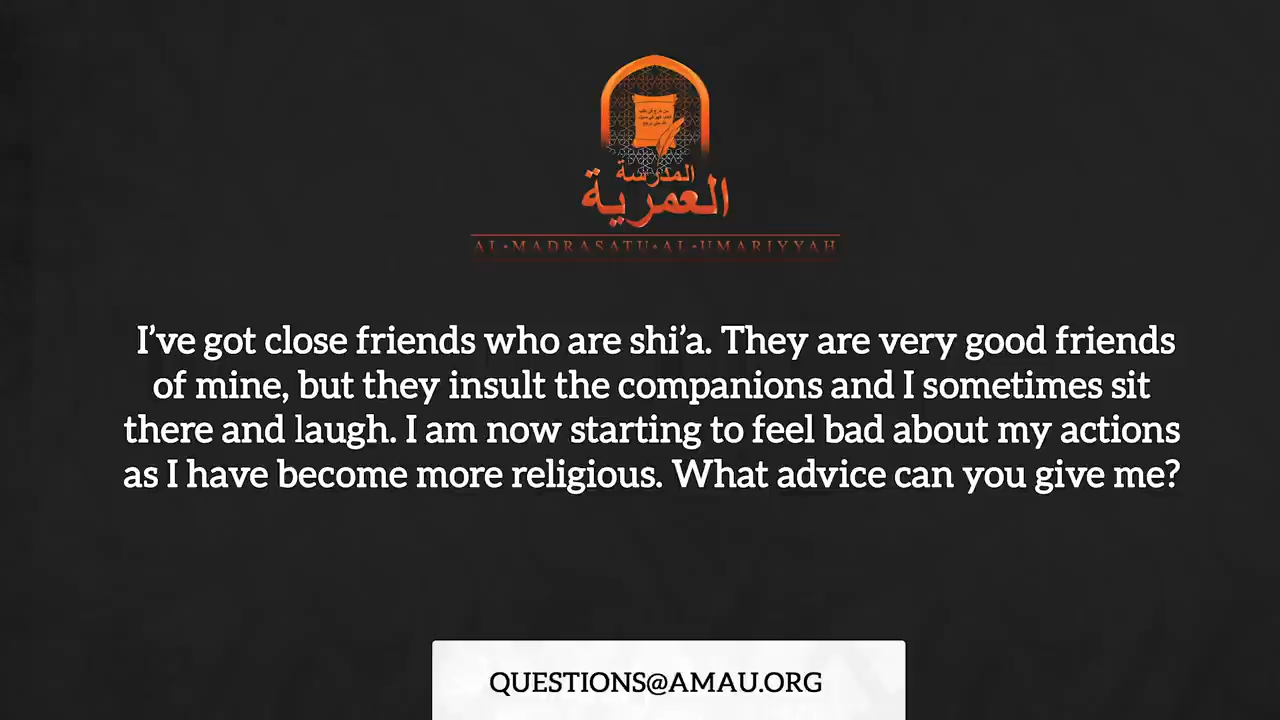 المدرسة
العمرية
AL•MADRASATU•AL•UMARIYYAH
I’ve got close friends who are shi’a. They are very good friends
of mine, but they insult the companions and I sometimes sit
there and laugh. I am now starting to feel bad about my actions
as I have become more religious. What advice can you give me?
QUESTIONS@AMAU.ORG